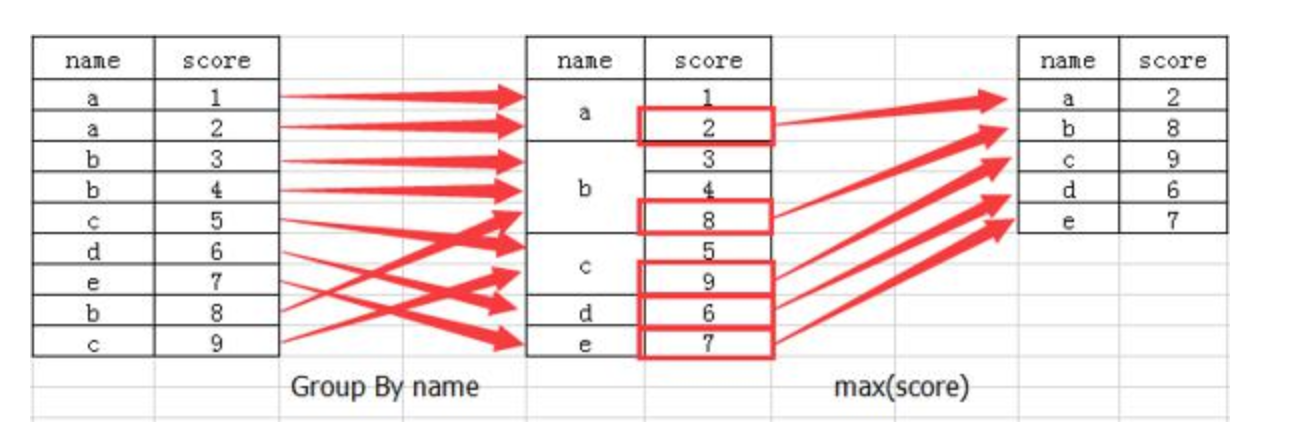 name score name score name score
a 1 a 1 a 2
a 2 2 b 8
b 3 b 3 c 9
b 4 4 d 6
c 5 8 e 7
d 6 c 5
e 7 9
b 8 d 6
c 9 e 7
Group By name max(score)